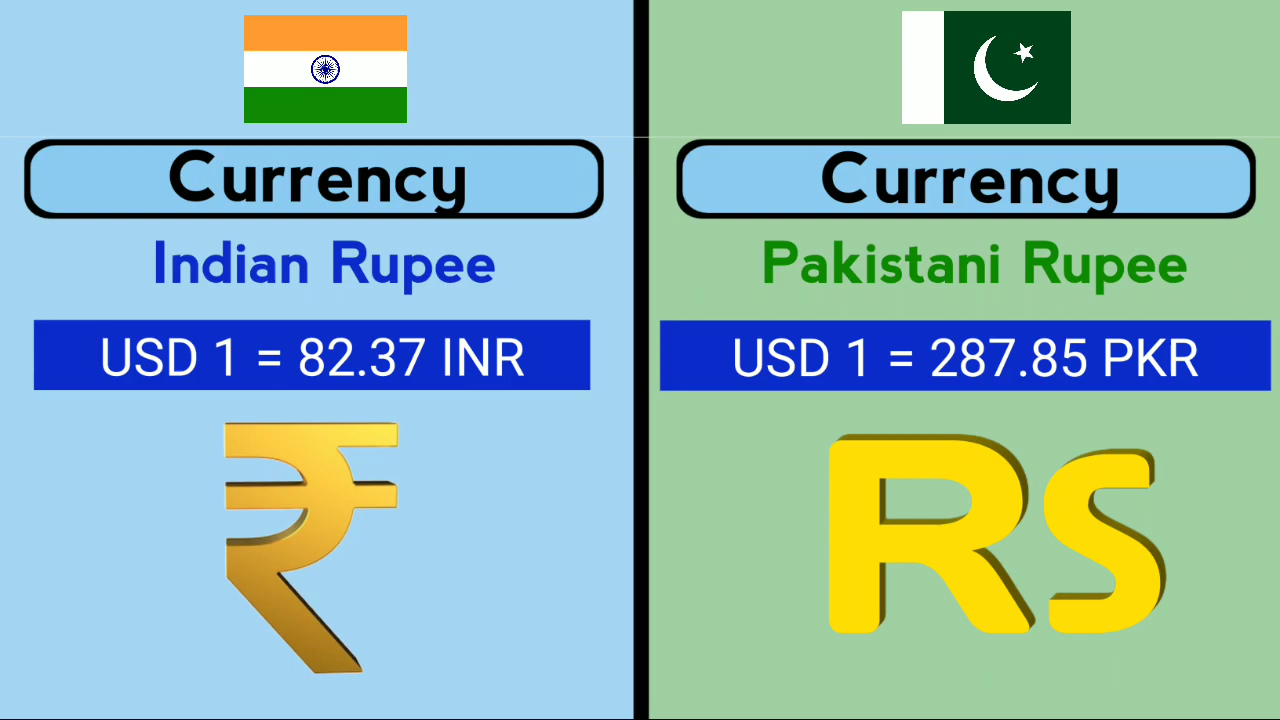 Currency
Indian Rupee
USD 1 = 82.37 INR
₹
Currency
Pakistani Rupee
USD 1 = 287.85 PKR
Rs